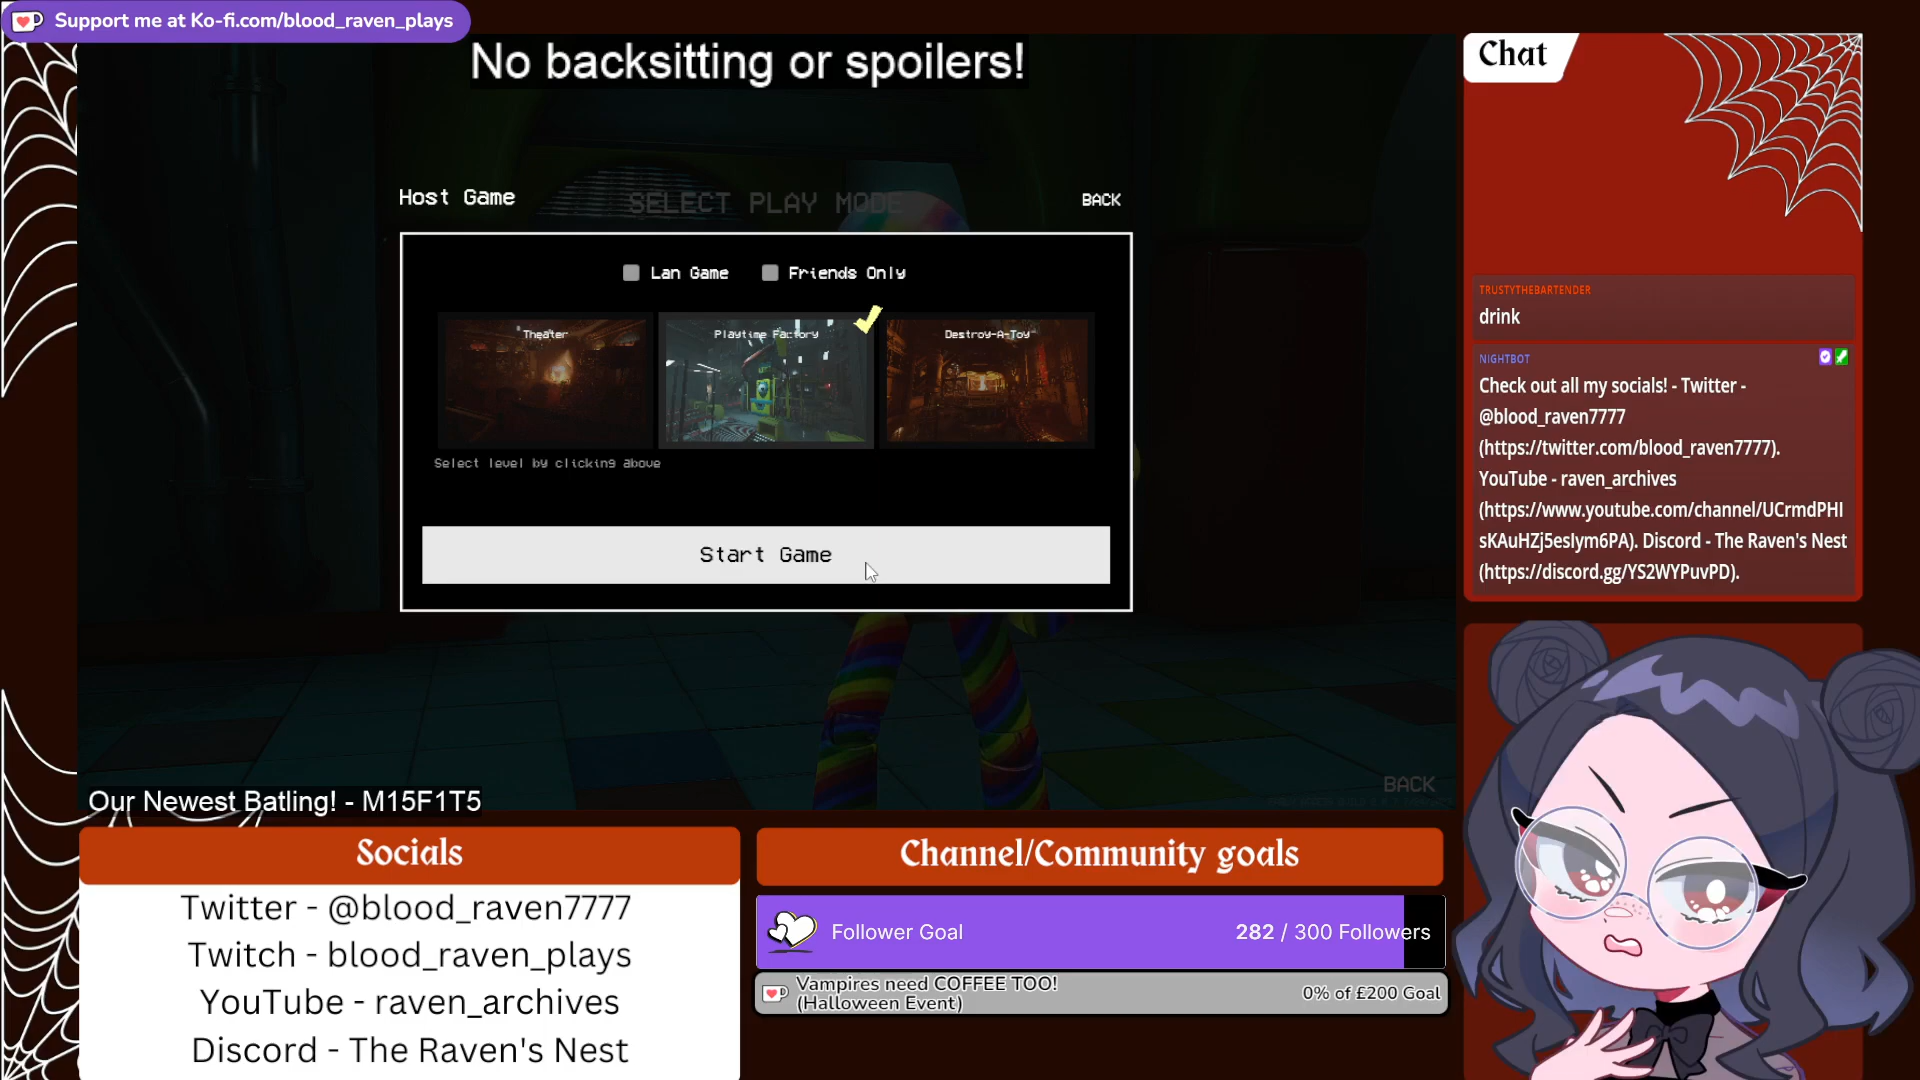 Support me at Ko-fi.com/blood_raven_plays
No backsitting or spoilers!
Host Game
SELECT PLAY MODE
BACK
Lan Game
Friends Only
Theater
Playtime Factory
Destroy-A-Toy
Select level by clicking above
Start Game
BACK
Our Newest Batling! - M15F1T5
Chat
TRUSTYTHEBARTENDER
drink
NIGHTBOT
Check out all my socials! - Twitter -
@blood_raven7777
(https://twitter.com/blood_raven7777).
YouTube - raven_archives
(https://www.youtube.com/channel/UCrmdPHI
sKAuHZj5esIym6PA). Discord - The Raven's Nest
(https://discord.gg/YS2WYPuvPD).
Socials
Twitter - @blood_raven7777
Twitch - blood_raven_plays
YouTube - raven_archives
Discord - The Raven's Nest
Channel/Community goals
Follower Goal
282 / 300 Followers
Vampires need COFFEE TOO!
(Halloween Event)
0% of £200 Goal